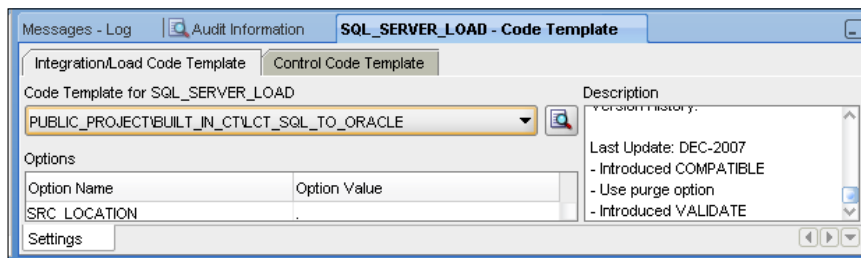 Messages - Log Audit Information SQL_SERVER_LOAD - Code Template
Integration/Load Code Template Control Code Template
Code Template for SQL_SERVER_LOAD
PUBLIC_PROJECT\BUILT_IN_CT\LCT_SQL_TO_ORACLE
Options
Option Name Option Value
SRC_LOCATION .
Settings
Description
Version History:
Last Update: DEC-2007
- Introduced COMPATIBLE
- Use purge option
- Introduced VALIDATE